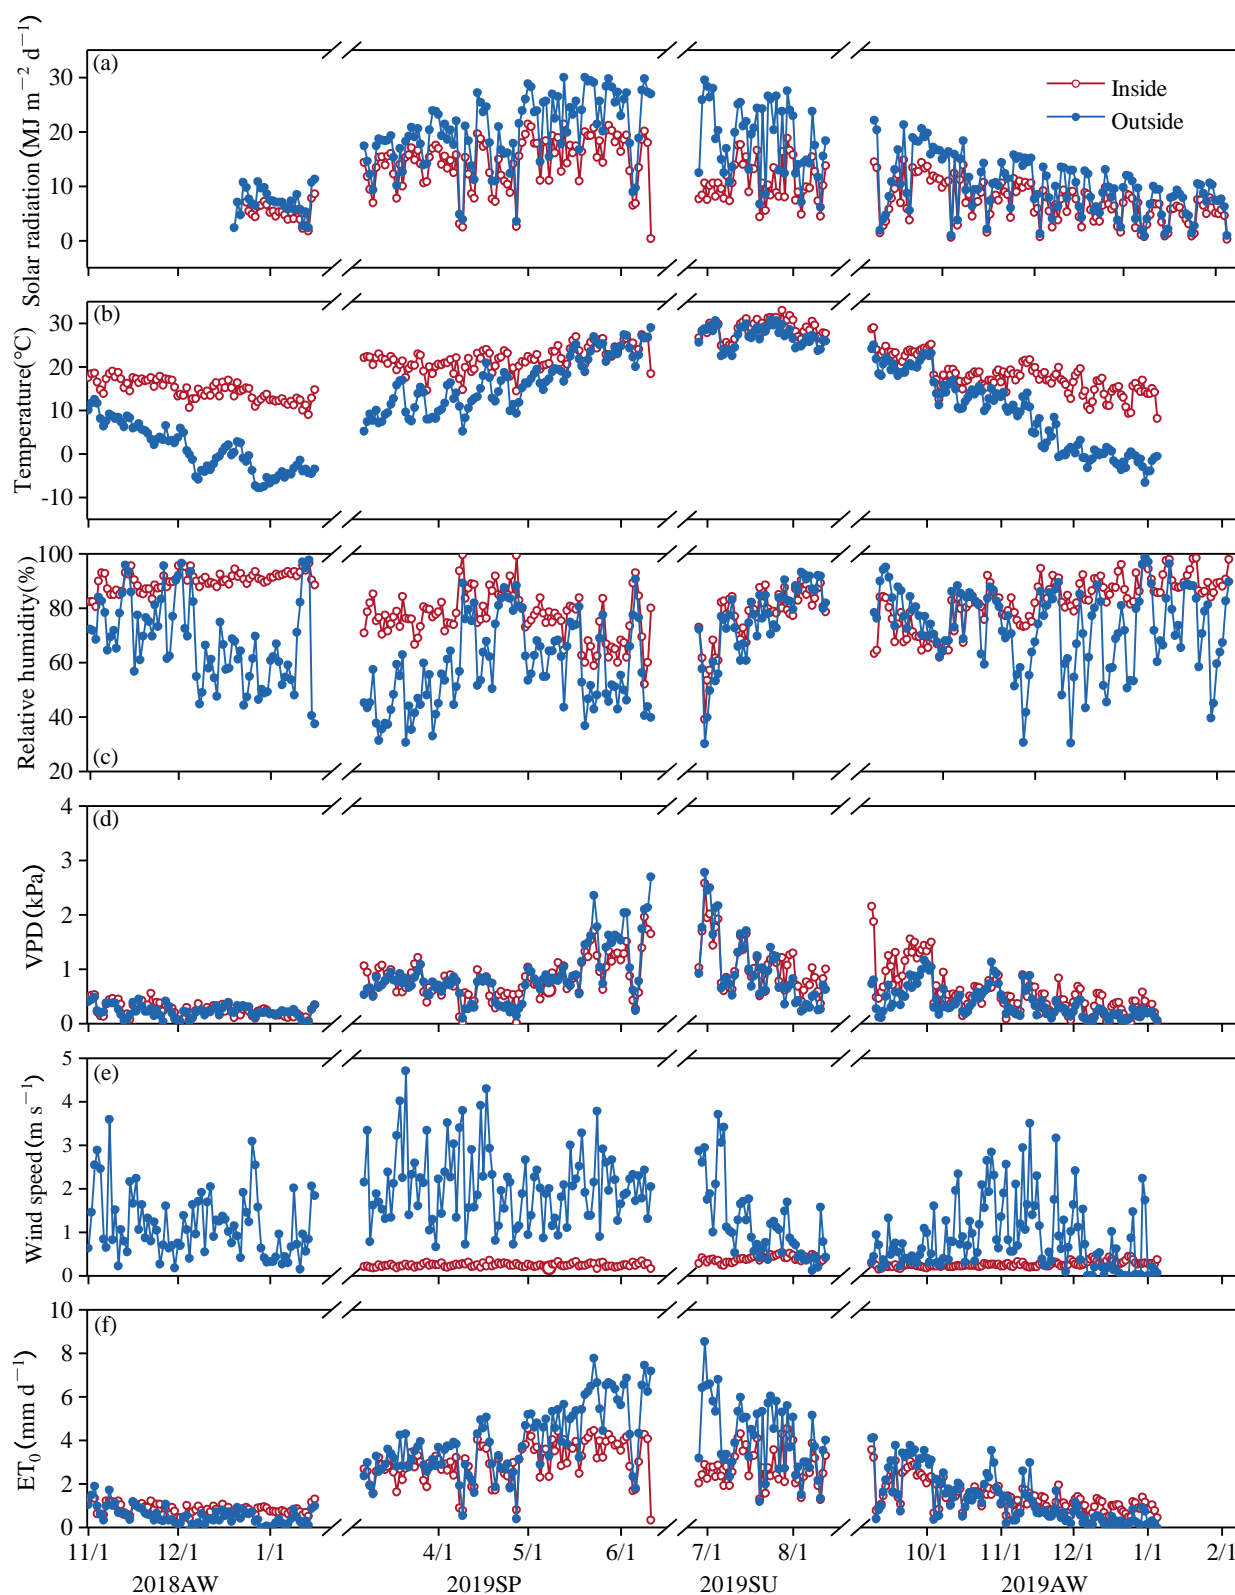 (a)
Solar radiation (MJ m−2 d−1)
30
20
10
0
Inside
Outside
(b)
Temperature(°C)
30
20
10
0
-10
(c)
Relative humidity(%)
100
80
60
40
20
(d)
VPD(kPa)
4
3
2
1
0
(e)
Wind speed(m s−1)
5
4
3
2
1
0
(f)
ET0(mm d−1)
10
8
6
4
2
0
11/1 12/1 1/1 4/1 5/1 6/1 7/1 8/1 10/1 11/1 12/1 1/1 2/1
2018AW 2019SP 2019SU 2019AW